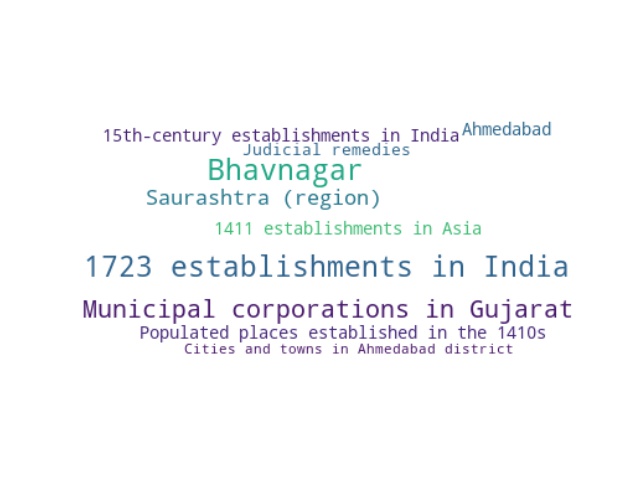 15th-century establishments in India
Ahmedabad
Judicial remedies
Bhavnagar
Saurashtra (region)
1411 establishments in Asia
1723 establishments in India
Municipal corporations in Gujarat
Populated places established in the 1410s
Cities and towns in Ahmedabad district